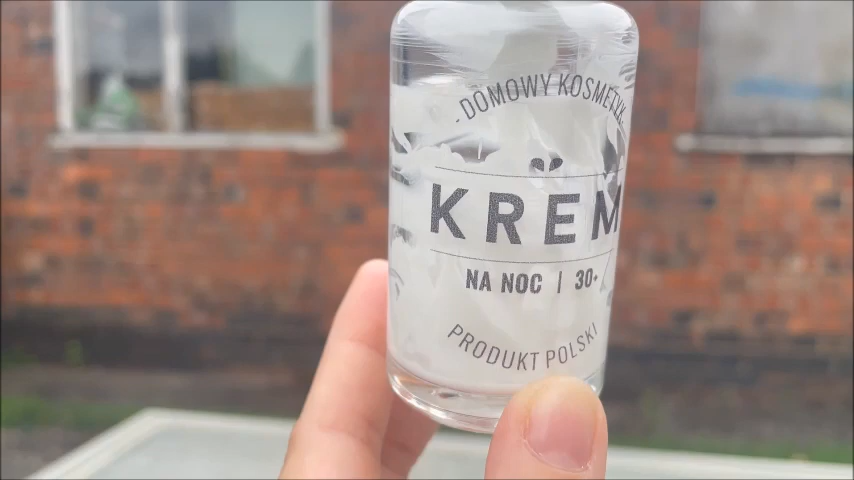 - DOMOWY KOSMETYK
KREM
NA NOC | 30+
PRODUKT POLSKI